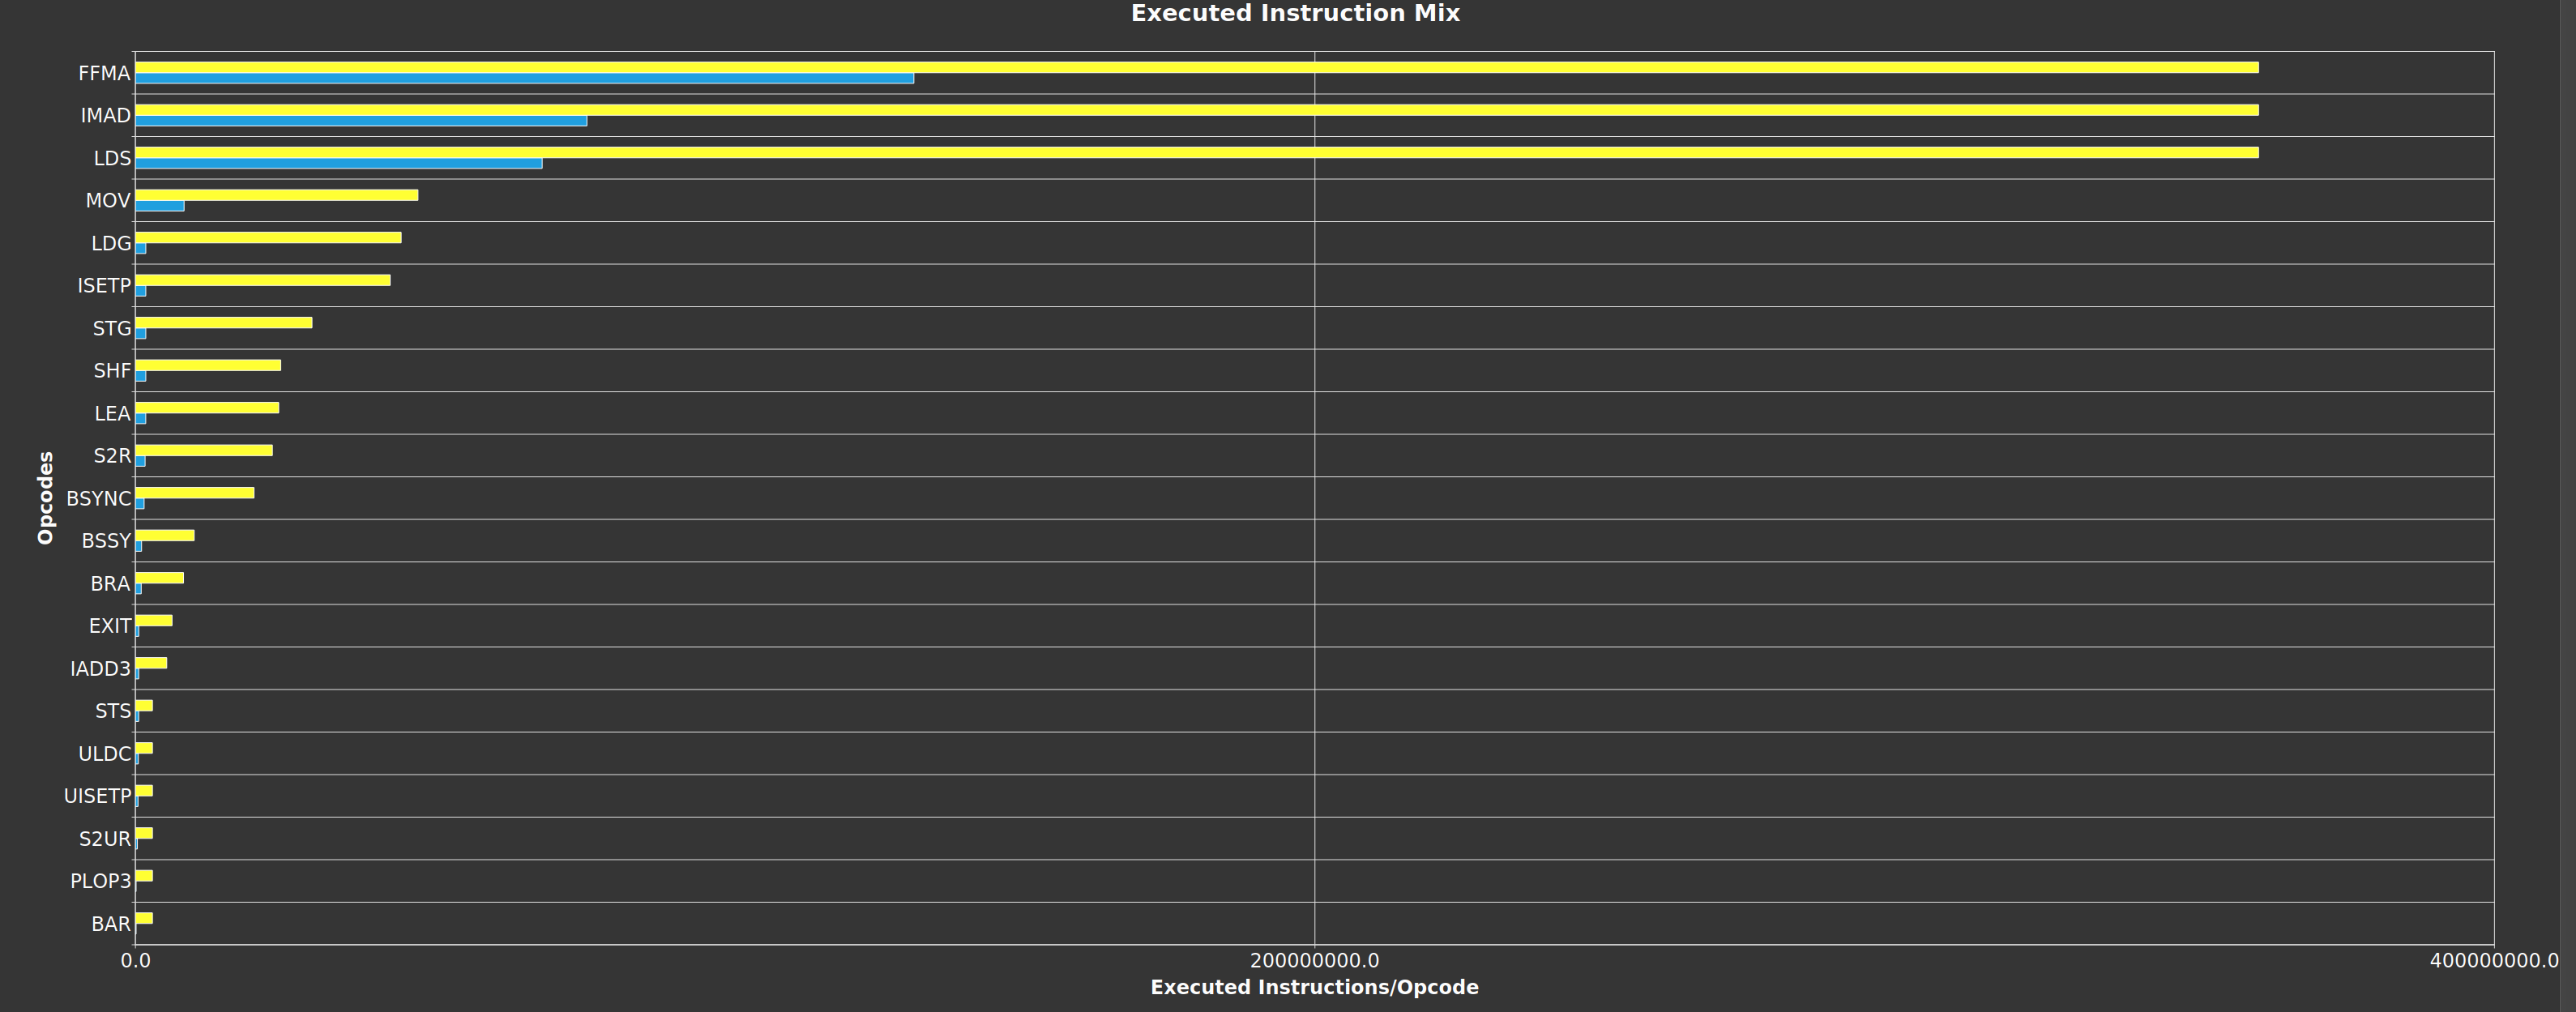 Executed Instruction Mix
FFMA
IMAD
LDS
MOV
LDG
ISETP
STG
SHF
LEA
S2R
BSYNC
BSSY
BRA
EXIT
IADD3
STS
ULDC
UISETP
S2UR
PLOP3
BAR
Opcodes
0.0 200000000.0 400000000.0
Executed Instructions/Opcode